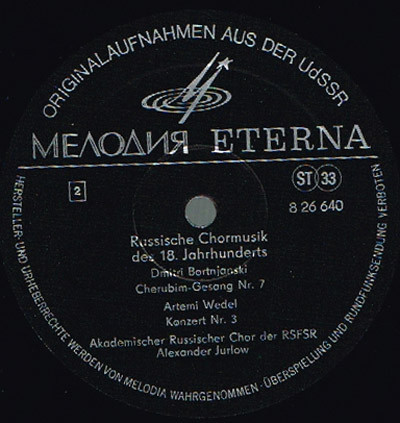 ORIGINALAUFNAHMEN AUS DER UdSSR
МЕЛОДИЯ ETERNA
2
ST 33
8 26 640
Russische Chormusik
des 18. Jahrhunderts
Dmitri Bortnjanski
Cherubim-Gesang Nr. 7
Artemi Wedel
Konzert Nr. 3
Akademischer Russischer Chor der RSFSR
Alexander Jurlow
HERSTELLER- UND URHEBERRECHTE WERDEN VON MELODIA WAHRGENOMMEN · ÜBERSPIELUNG UND RUNDFUNKSENDUNG VERBOTEN